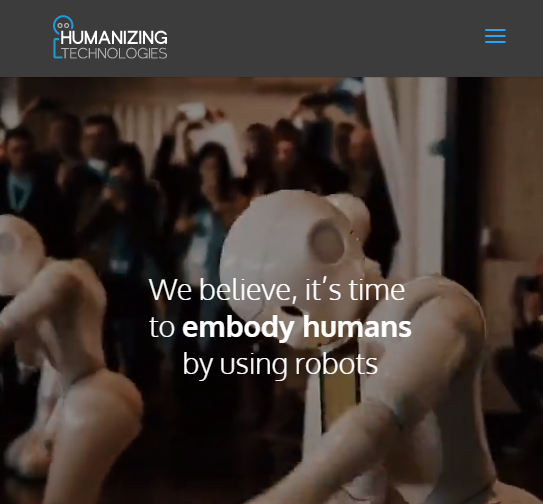 HUMANIZING
TECHNOLOGIES
We believe, it's time
to embody humans
by using robots